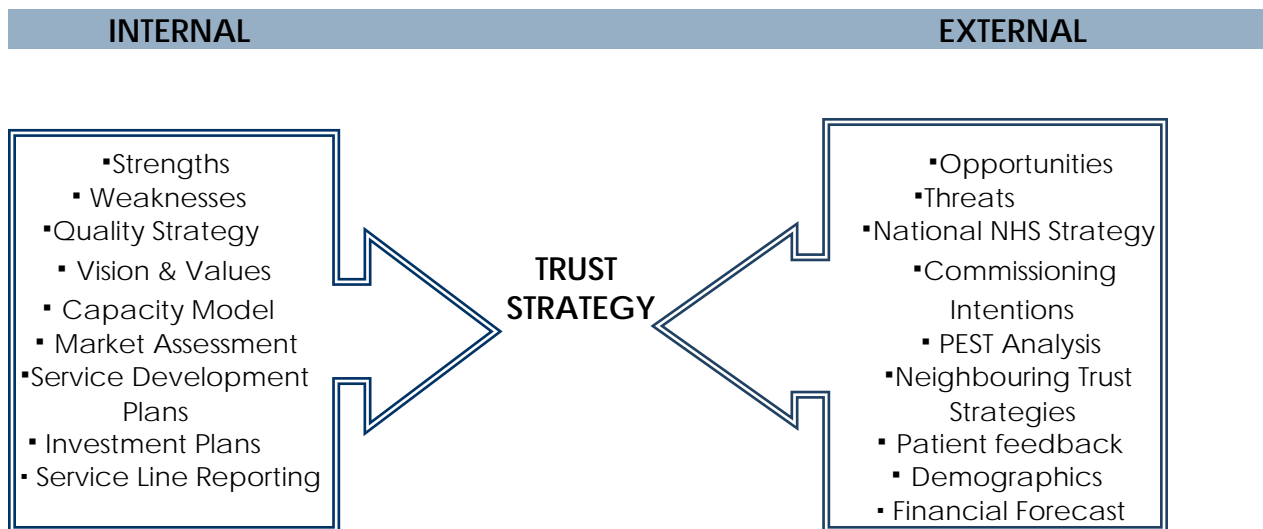 INTERNAL
EXTERNAL
▪Strengths
▪ Weaknesses
▪Quality Strategy
▪ Vision & Values
▪ Capacity Model
▪ Market Assessment
▪Service Development
Plans
▪ Investment Plans
▪ Service Line Reporting
TRUST
STRATEGY
▪Opportunities
▪Threats
▪National NHS Strategy
▪Commissioning
Intentions
▪ PEST Analysis
▪Neighbouring Trust
Strategies
▪ Patient feedback
▪ Demographics
▪ Financial Forecast